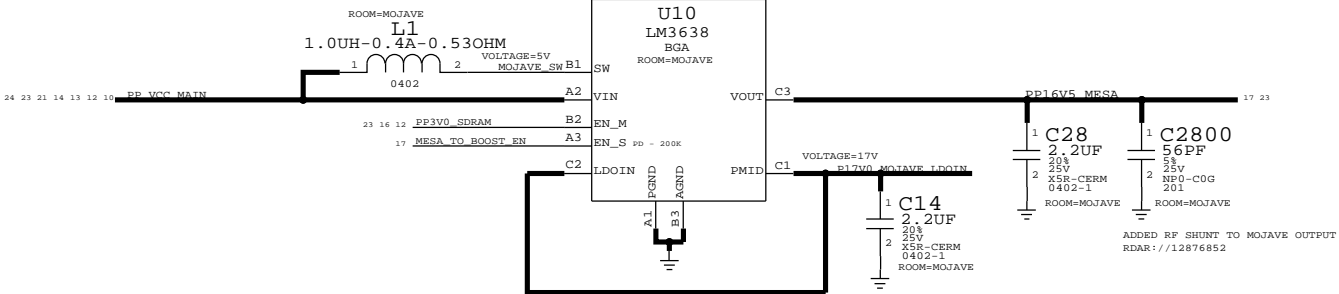 ROOM=MOJAVE
L1
1.0UH-0.4A-0.53OHM
1
2
0402
VOLTAGE=5V
MOJAVE_SW
B1
U10
LM3638
BGA
ROOM=MOJAVE
SW
24 23 21 14 13 12 10
PP_VCC_MAIN
A2
VIN
VOUT
C3
PP16V5_MESA
17 23
23 16 12
PP3V0_SDRAM
B2
EN_M
17
MESA_TO_BOOST_EN
A3
EN_S PD - 200K
C2
LDOIN
PMID
C1
VOLTAGE=17V
P17V0_MOJAVE_LDOIN
PGND
AGND
A1
B3
1
C14
2.2UF
20%
25V
2
X5R-CERM
0402-1
ROOM=MOJAVE
1
C28
2.2UF
20%
25V
2
X5R-CERM
0402-1
ROOM=MOJAVE
1
C2800
56PF
5%
25V
2
NP0-C0G
201
ROOM=MOJAVE
ADDED RF SHUNT TO MOJAVE OUTPUT
RDAR://12876852